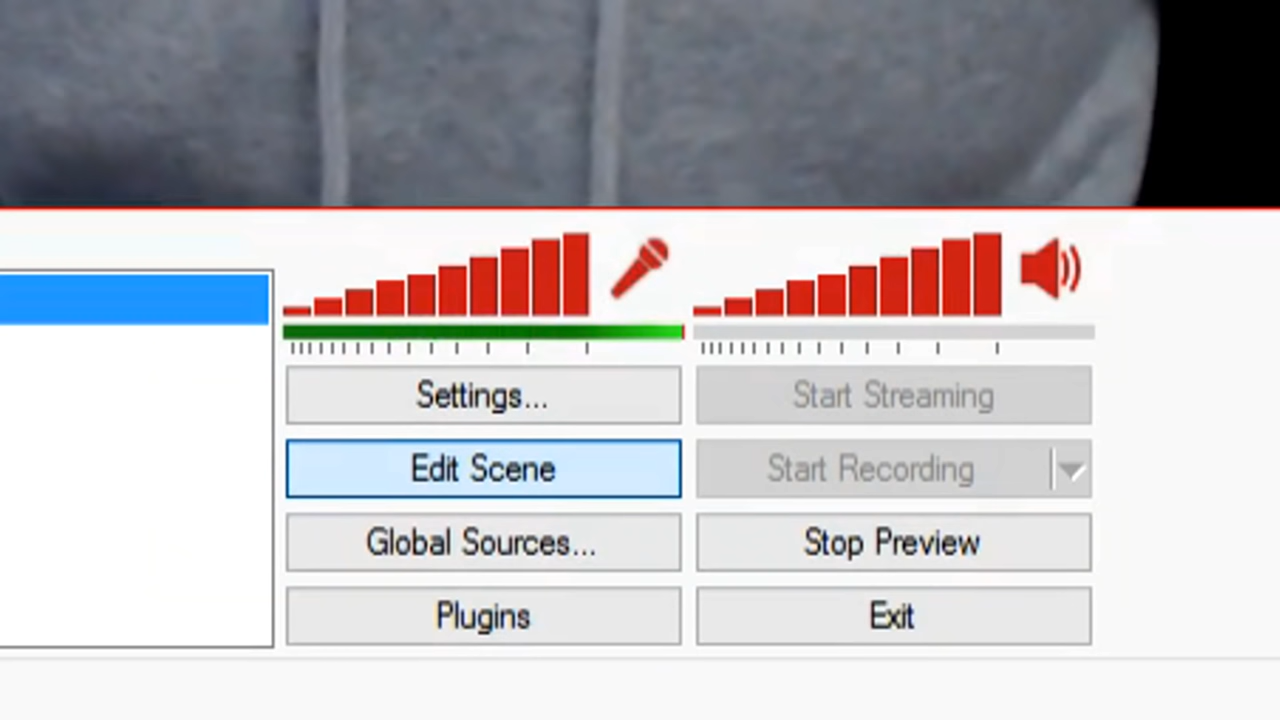 Settings...
Start Streaming
Edit Scene
Start Recording
Global Sources...
Stop Preview
Plugins
Exit